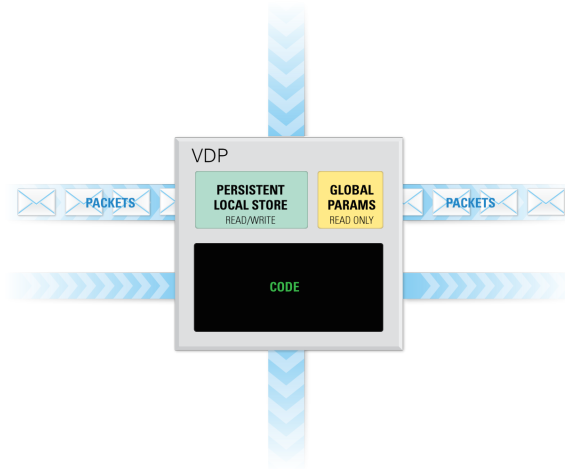 VDP
PERSISTENT
LOCAL STORE
READ/WRITE
GLOBAL
PARAMS
READ ONLY
PACKETS
PACKETS
CODE